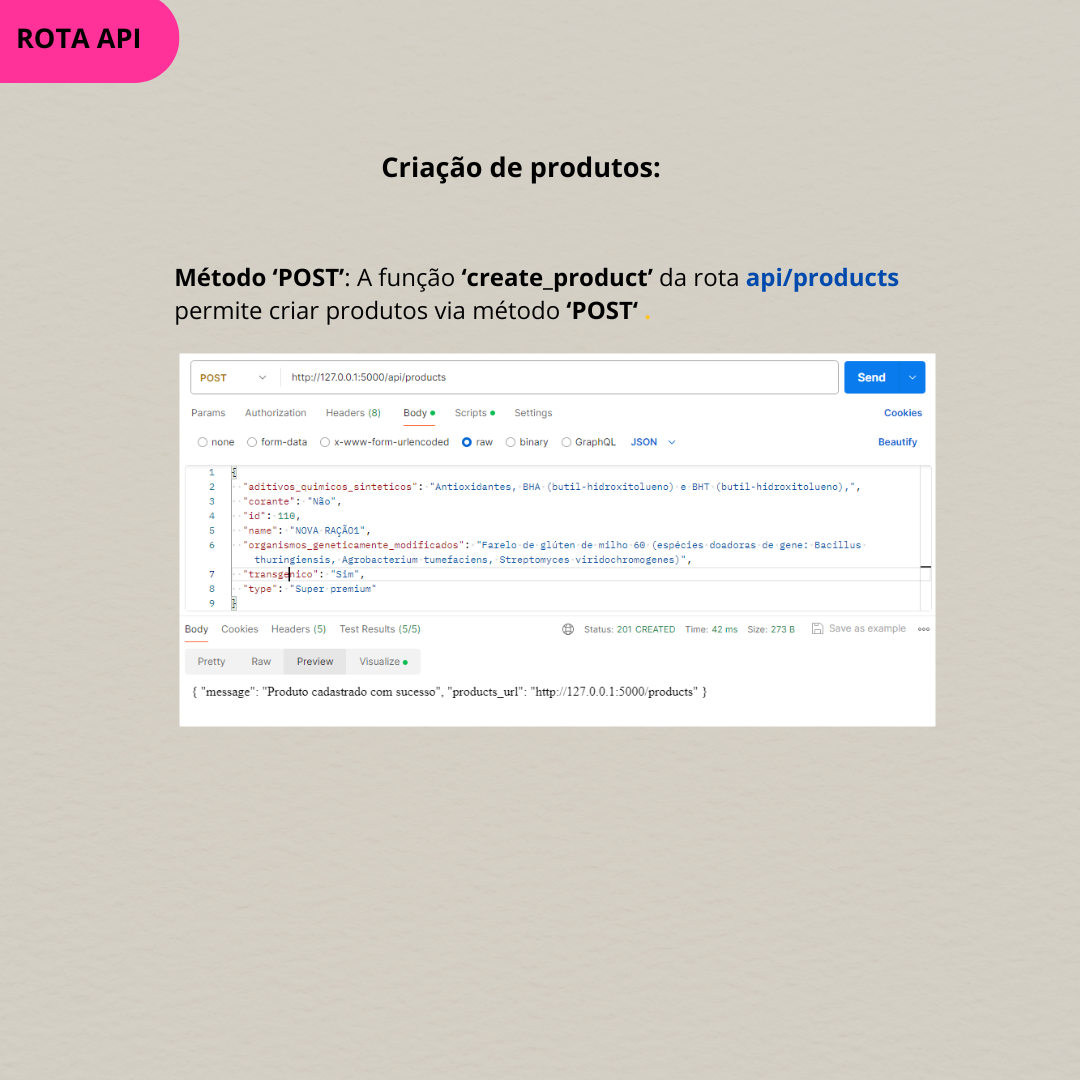 ROTA API
Criação de produtos:
Método ‘POST’: A função ‘create_product’ da rota api/products
permite criar produtos via método ‘POST‘ .
POST http://127.0.0.1:5000/api/products Send
Params Authorization Headers (8) Body Scripts Settings Cookies
none form-data x-www-form-urlencoded raw binary GraphQL JSON Beautify
1 {
2 "aditivos_quimicos_sinteticos": "Antioxidantes, BHA (butil-hidroxitolueno) e BHT (butil-hidroxitolueno),",
3 "corante": "Não",
4 "id": 110,
5 "name": "NOVA RAÇÃO1",
6 "organismos_geneticamente_modificados": "Farelo de glúten de milho 60 (espécies doadoras de gene: Bacillus
thuringiensis, Agrobacterium tumefaciens, Streptomyces viridochromogenes)",
7 "transgenico": "Sim",
8 "type": "Super premium"
9 }
Body Cookies Headers (5) Test Results (5/5) Status: 201 CREATED Time: 42 ms Size: 273 B Save as example
Pretty Raw Preview Visualize
{ "message": "Produto cadastrado com sucesso", "products_url": "http://127.0.0.1:5000/products" }